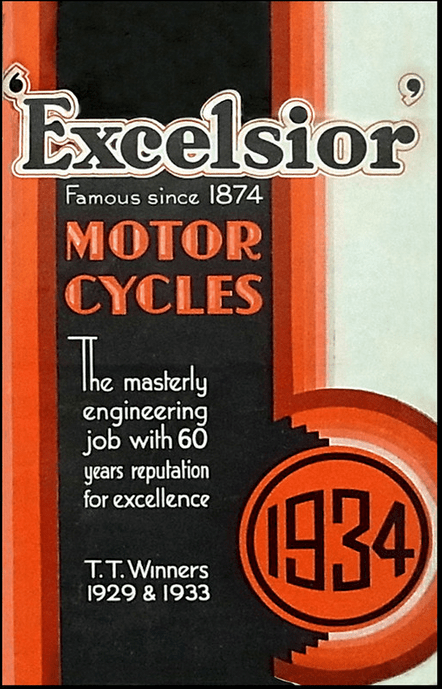 'Excelsior'
Famous since 1874
MOTOR
CYCLES
The masterly
engineering
job with 60
years reputation
for excellence
1934
T.T. Winners
1929 & 1933